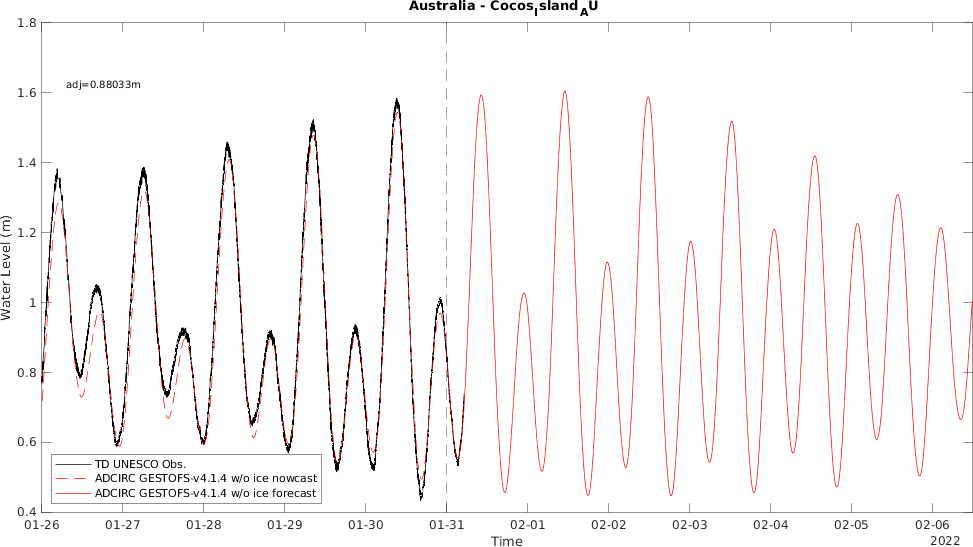 Australia - Cocos_Island_AU
adj=0.88033m
1.8
1.6
1.4
1.2
1
0.8
0.6
0.4
Water Level (m)
TD UNESCO Obs.
ADCIRC GESTOFS-v4.1.4 w/o ice nowcast
ADCIRC GESTOFS-v4.1.4 w/o ice forecast
01-26 01-27 01-28 01-29 01-30 01-31 02-01 02-02 02-03 02-04 02-05 02-06
Time
2022